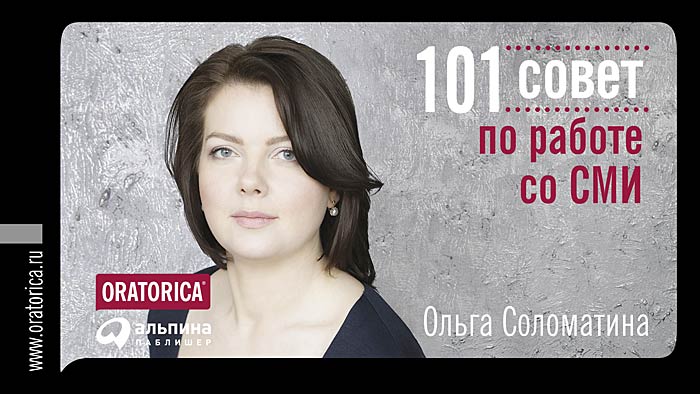 101 совет
по работе
со СМИ
ORATORICA®
альпина
ПАБЛИШЕР
Ольга Соломатина
www.oratorica.ru